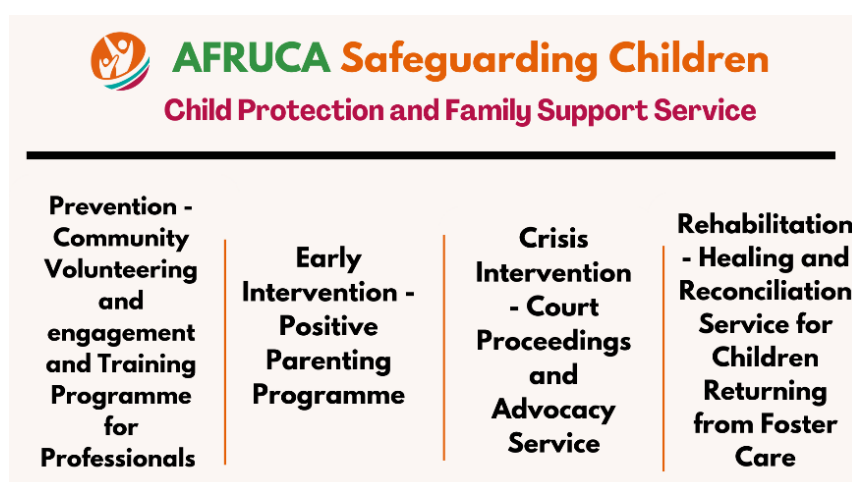 AFRUCA Safeguarding Children
Child Protection and Family Support Service
Prevention -
Community
Volunteering
and
engagement
and Training
Programme
for
Professionals
Early
Intervention -
Positive
Parenting
Programme
Crisis
Intervention
- Court
Proceedings
and
Advocacy
Service
Rehabilitation
- Healing and
Reconciliation
Service for
Children
Returning
from Foster
Care